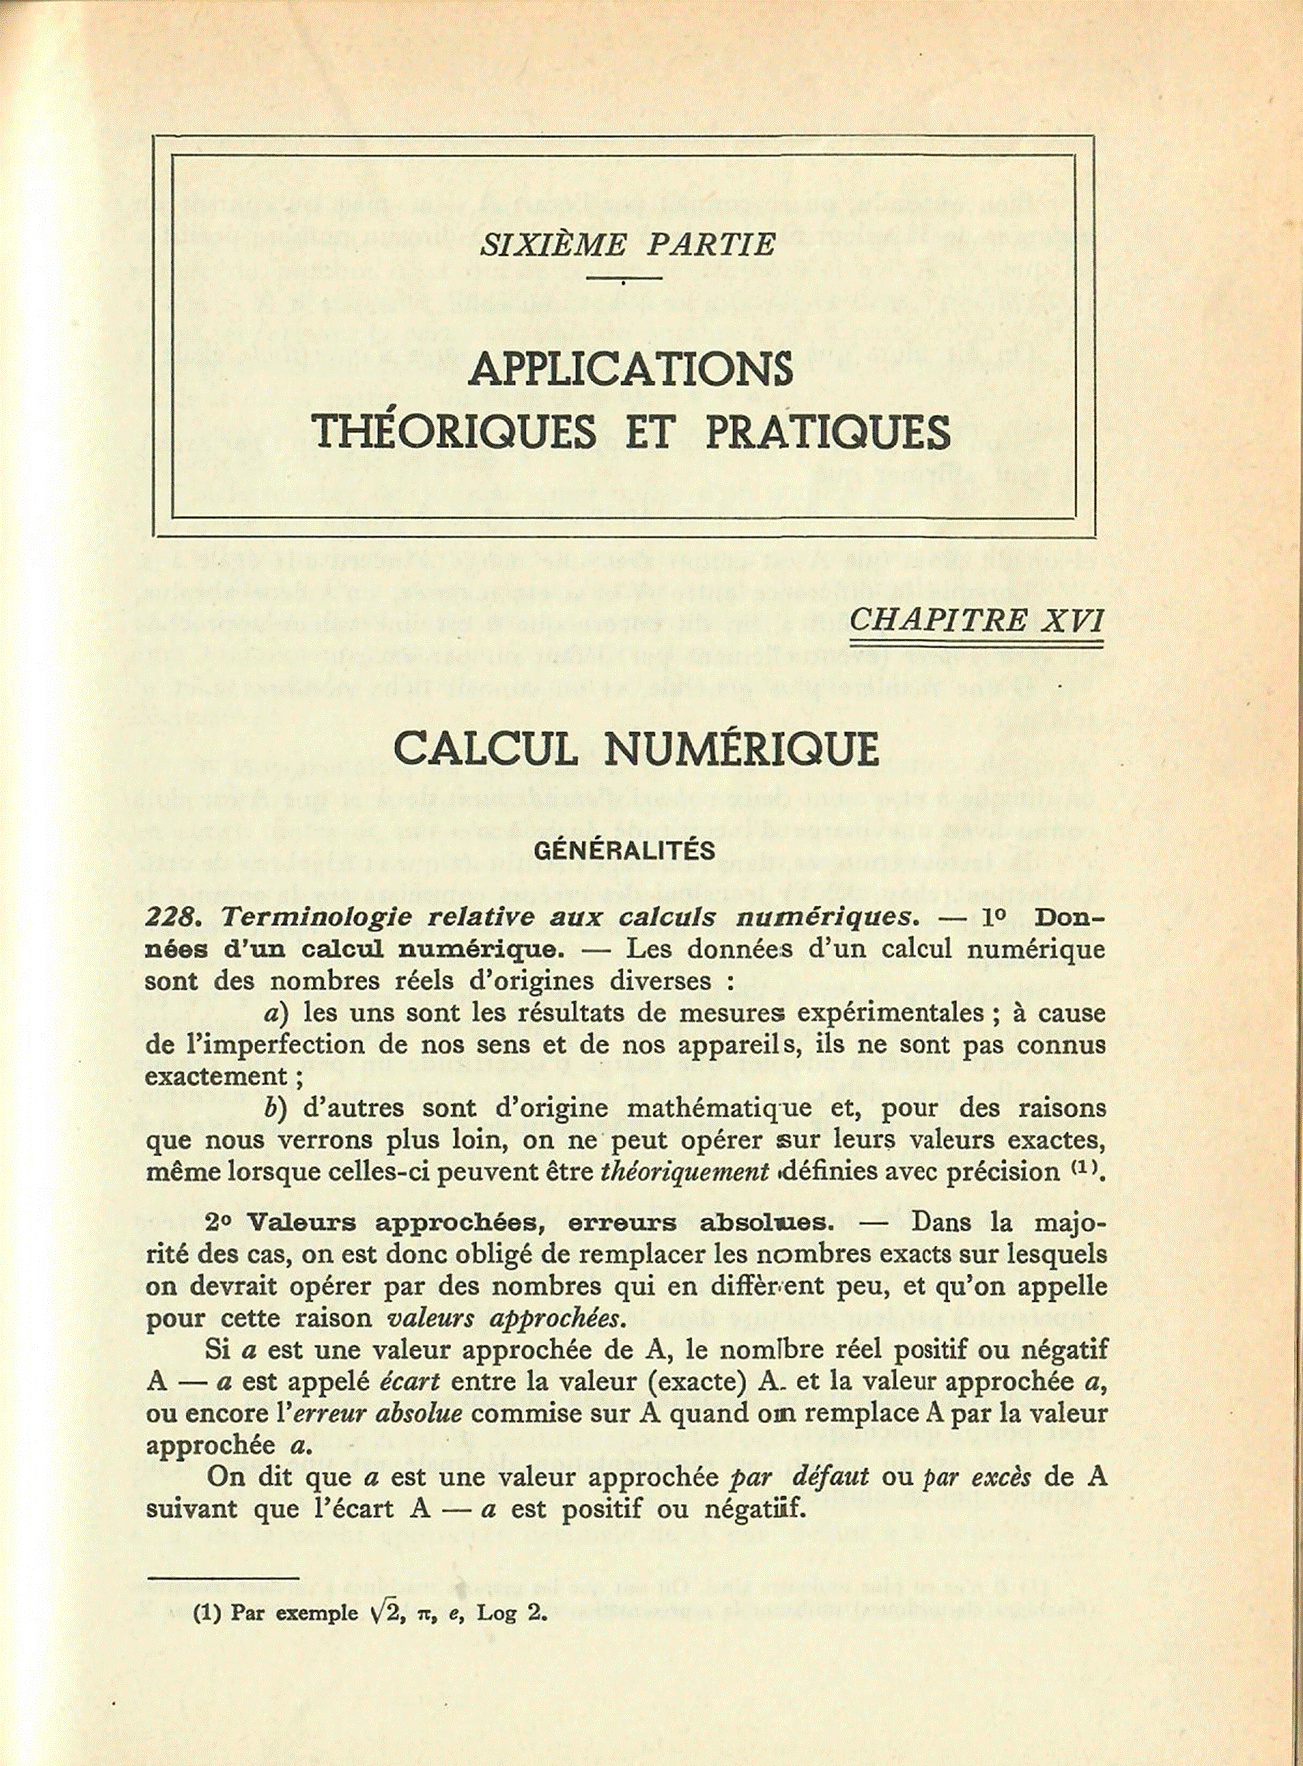 SIXIÈME PARTIE
APPLICATIONS
THÉORIQUES ET PRATIQUES
CHAPITRE XVI
CALCUL NUMÉRIQUE
GÉNÉRALITÉS
228. Terminologie relative aux calculs numériques. — 1º Don-
nées d'un calcul numérique. — Les données d'un calcul numérique
sont des nombres réels d'origines diverses :
a) les uns sont les résultats de mesures expérimentales ; à cause
de l'imperfection de nos sens et de nos appareils, ils ne sont pas connus
exactement ;
b) d'autres sont d'origine mathématique et, pour des raisons
que nous verrons plus loin, on ne peut opérer sur leurs valeurs exactes,
même lorsque celles-ci peuvent être théoriquement définies avec précision (1).
2º Valeurs approchées, erreurs absolues. — Dans la majo-
rité des cas, on est donc obligé de remplacer les nombres exacts sur lesquels
on devrait opérer par des nombres qui en diffèrent peu, et qu'on appelle
pour cette raison valeurs approchées.
Si a est une valeur approchée de A, le nombre réel positif ou négatif
A — a est appelé écart entre la valeur (exacte) A et la valeur approchée a,
ou encore l'erreur absolue commise sur A quand on remplace A par la valeur
approchée a.
On dit que a est une valeur approchée par défaut ou par excès de A
suivant que l'écart A — a est positif ou négatif.
(1) Par exemple √2, π, e, Log 2.